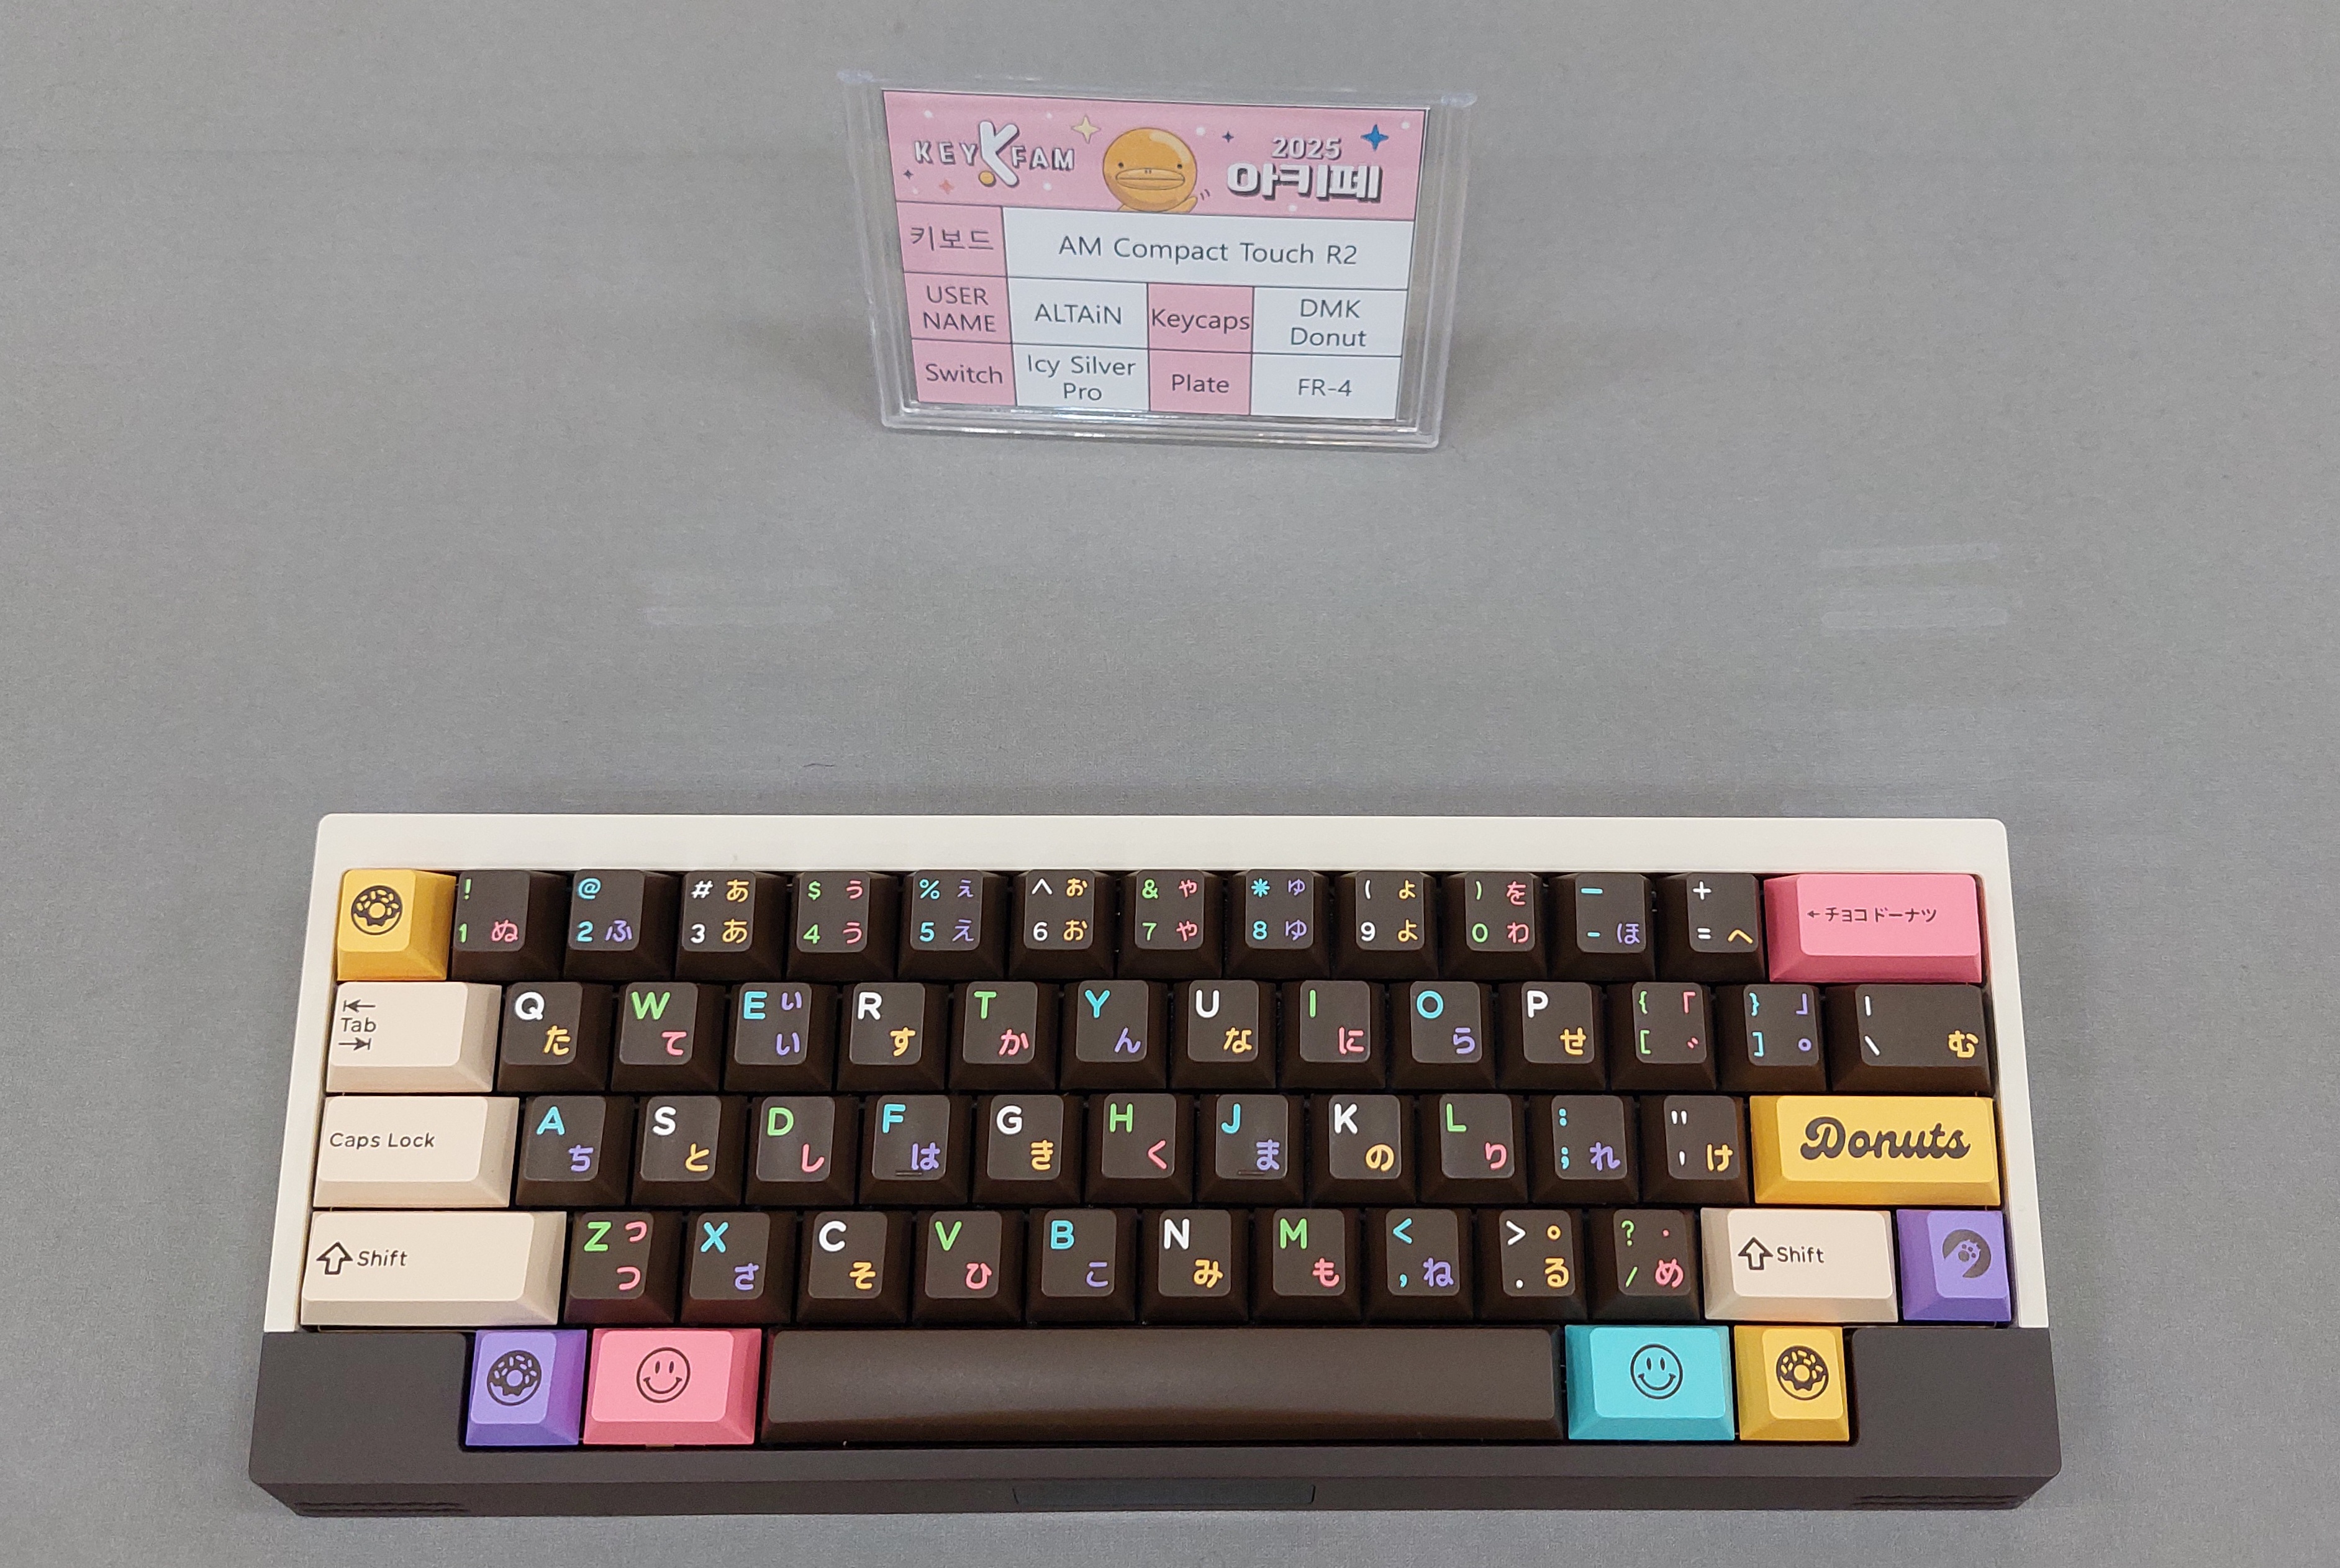 KEY K FAM
2025
아키페
키보드 AM Compact Touch R2
USER NAME ALTAiN Keycaps DMK Donut
Switch Icy Silver Pro Plate FR-4
! @ # あ $ う % ぇ ^ お & や * ゆ ( よ ) を — +
1 ぬ 2 ふ 3 あ 4 う 5 え 6 お 7 や 8 ゆ 9 よ 0 わ - ほ = へ ←チョコドーナツ
Tab Q た W て E い い R す T か Y ん U な I に O ら P せ { 「 [ ゛ } 」 ] ゜ | \ む
Caps Lock A ち S と D し F は G き H く J ま K の L り : ; れ " ' け Donuts
Shift Z っ つ X さ C そ V ひ B こ N み M も < , ね > 。 . る ? ・ / め Shift